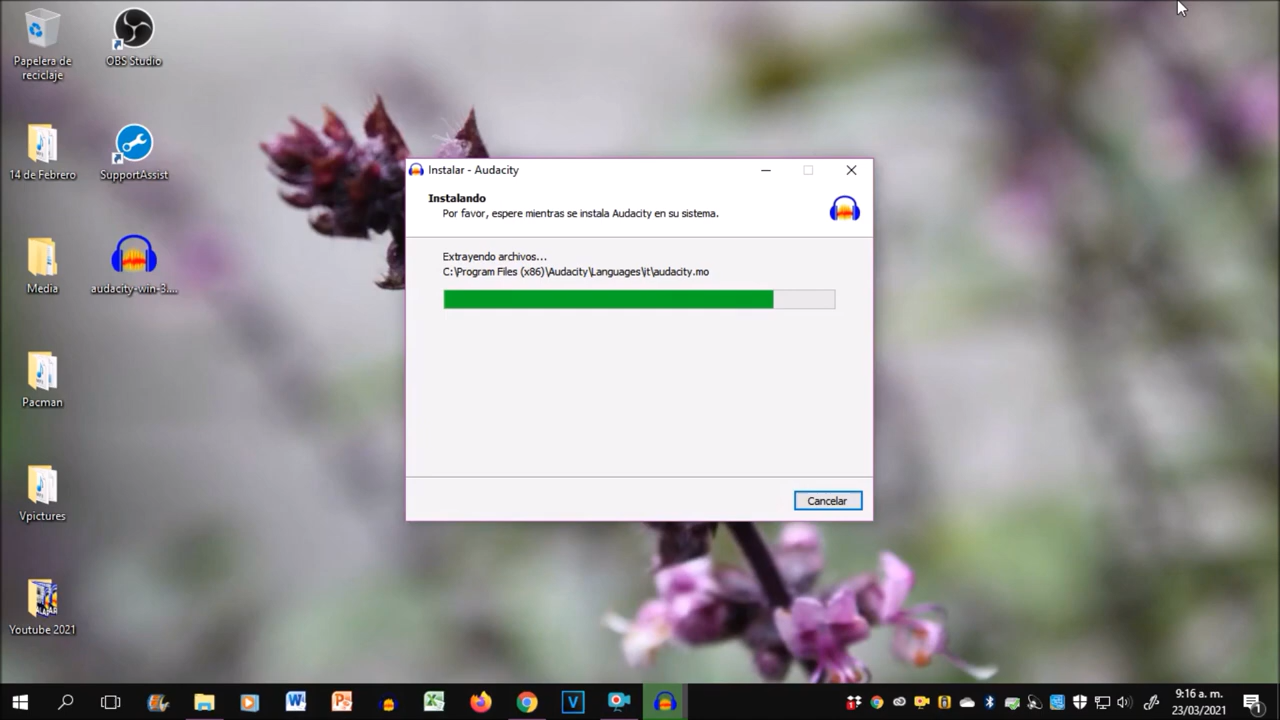 Papelera de
reciclaje
OBS Studio
14 de Febrero
SupportAssist
Media
audacity-win-3....
Pacman
Vpictures
Youtube 2021
Instalar - Audacity
Instalando
Por favor, espere mientras se instala Audacity en su sistema.
Extrayendo archivos...
C:\Program Files (x86)\Audacity\Languages\it\audacity.mo
Cancelar
9:16 a. m.
23/03/2021
1